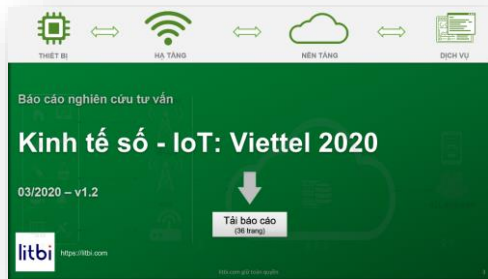 THIẾT BỊ
HẠ TẦNG
NỀN TẢNG
DỊCH VỤ
Báo cáo nghiên cứu tư vấn
Kinh tế số - IoT: Viettel 2020
03/2020 – v1.2
Tải báo cáo
(36 trang)
litbi
https://litbi.com
litbi.com giữ toàn quyền